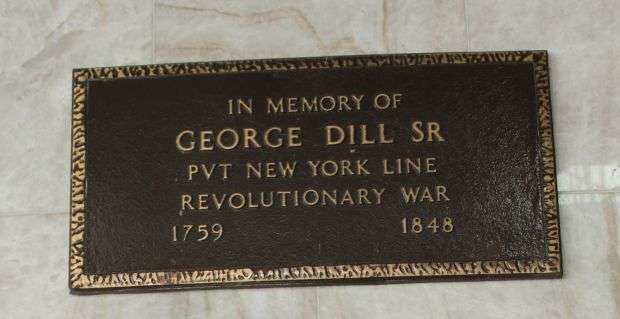 IN MEMORY OF
GEORGE DILL SR
PVT NEW YORK LINE
REVOLUTIONARY WAR
1759 1848